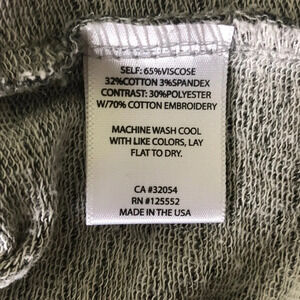 SELF: 65%VISCOSE
32%COTTON 3%SPANDEX
CONTRAST: 30%POLYESTER
W/70% COTTON EMBROIDERY
MACHINE WASH COOL
WITH LIKE COLORS, LAY
FLAT TO DRY.
CA #32054
RN #125552
MADE IN THE USA